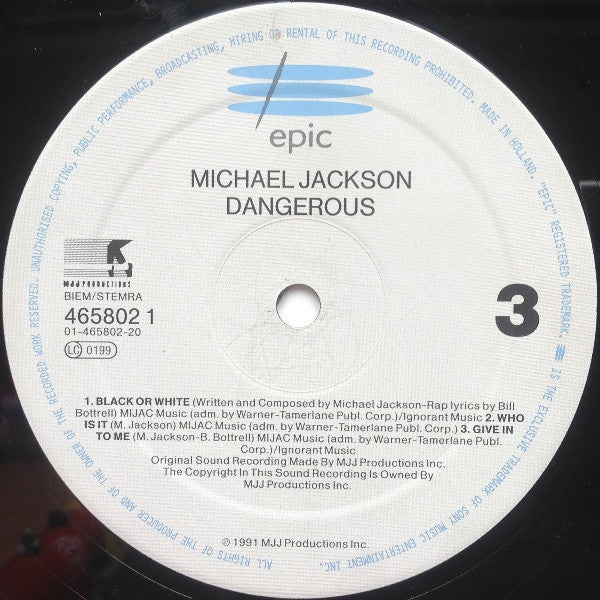 epic
MICHAEL JACKSON
DANGEROUS
MJJ PRODUCTIONS
BIEM/STEMRA
465802 1
01-465802-20
LC 0199
3
1. BLACK OR WHITE (Written and Composed by Michael Jackson-Rap lyrics by Bill
Bottrell) MIJAC Music (adm. by Warner-Tamerlane Publ. Corp.)/Ignorant Music 2. WHO
IS IT (M. Jackson) MIJAC Music (adm. by Warner-Tamerlane Publ. Corp.) 3. GIVE IN
TO ME (M. Jackson-B. Bottrell) MIJAC Music (adm. by Warner-Tamerlane Publ.
Corp.)/Ignorant Music
Original Sound Recording Made By MJJ Productions Inc.
The Copyright In This Sound Recording Is Owned By
MJJ Productions Inc.
℗ 1991 MJJ Productions Inc.
ALL RIGHTS OF THE PRODUCER AND OF THE OWNER OF THE RECORDED WORK RESERVED. UNAUTHORISED COPYING, PUBLIC PERFORMANCE, BROADCASTING, HIRING OR RENTAL OF THIS RECORDING PROHIBITED. MADE IN HOLLAND. "EPIC" REGISTERED TRADEMARK. IS THE EXCLUSIVE TRADEMARK OF SONY MUSIC ENTERTAINMENT INC.